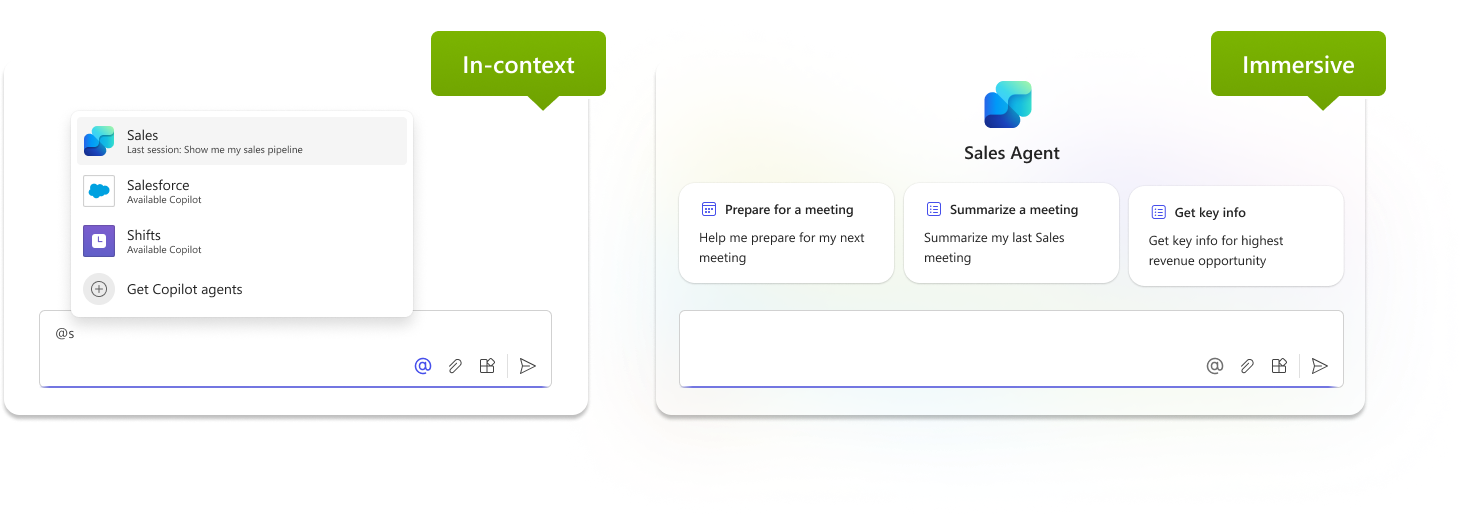 In-context
Sales
Last session: Show me my sales pipeline
Salesforce
Available Copilot
Shifts
Available Copilot
Get Copilot agents
@s
Immersive
Sales Agent
Prepare for a meeting
Help me prepare for my next
meeting
Summarize a meeting
Summarize my last Sales
meeting
Get key info
Get key info for highest
revenue opportunity